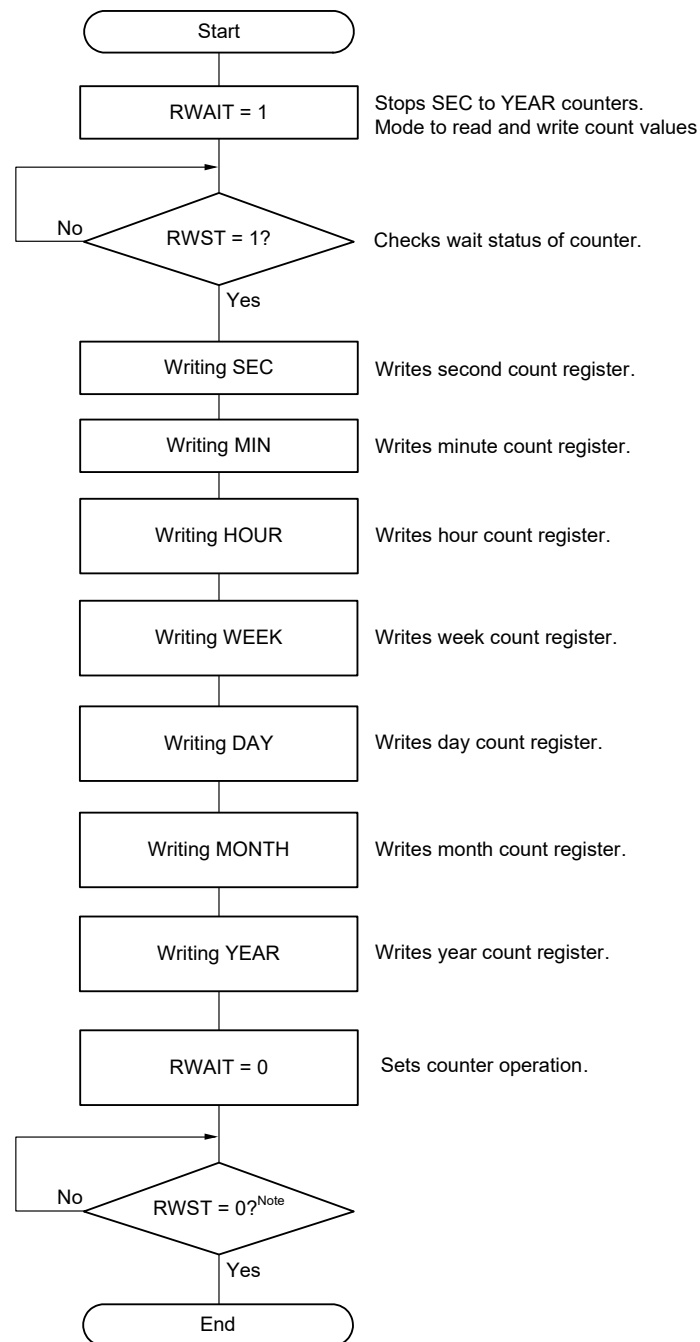 Start
RWAIT = 1
Stops SEC to YEAR counters.
Mode to read and write count values
No
RWST = 1?
Checks wait status of counter.
Yes
Writing SEC
Writes second count register.
Writing MIN
Writes minute count register.
Writing HOUR
Writes hour count register.
Writing WEEK
Writes week count register.
Writing DAY
Writes day count register.
Writing MONTH
Writes month count register.
Writing YEAR
Writes year count register.
RWAIT = 0
Sets counter operation.
No
RWST = 0?Note
Yes
End